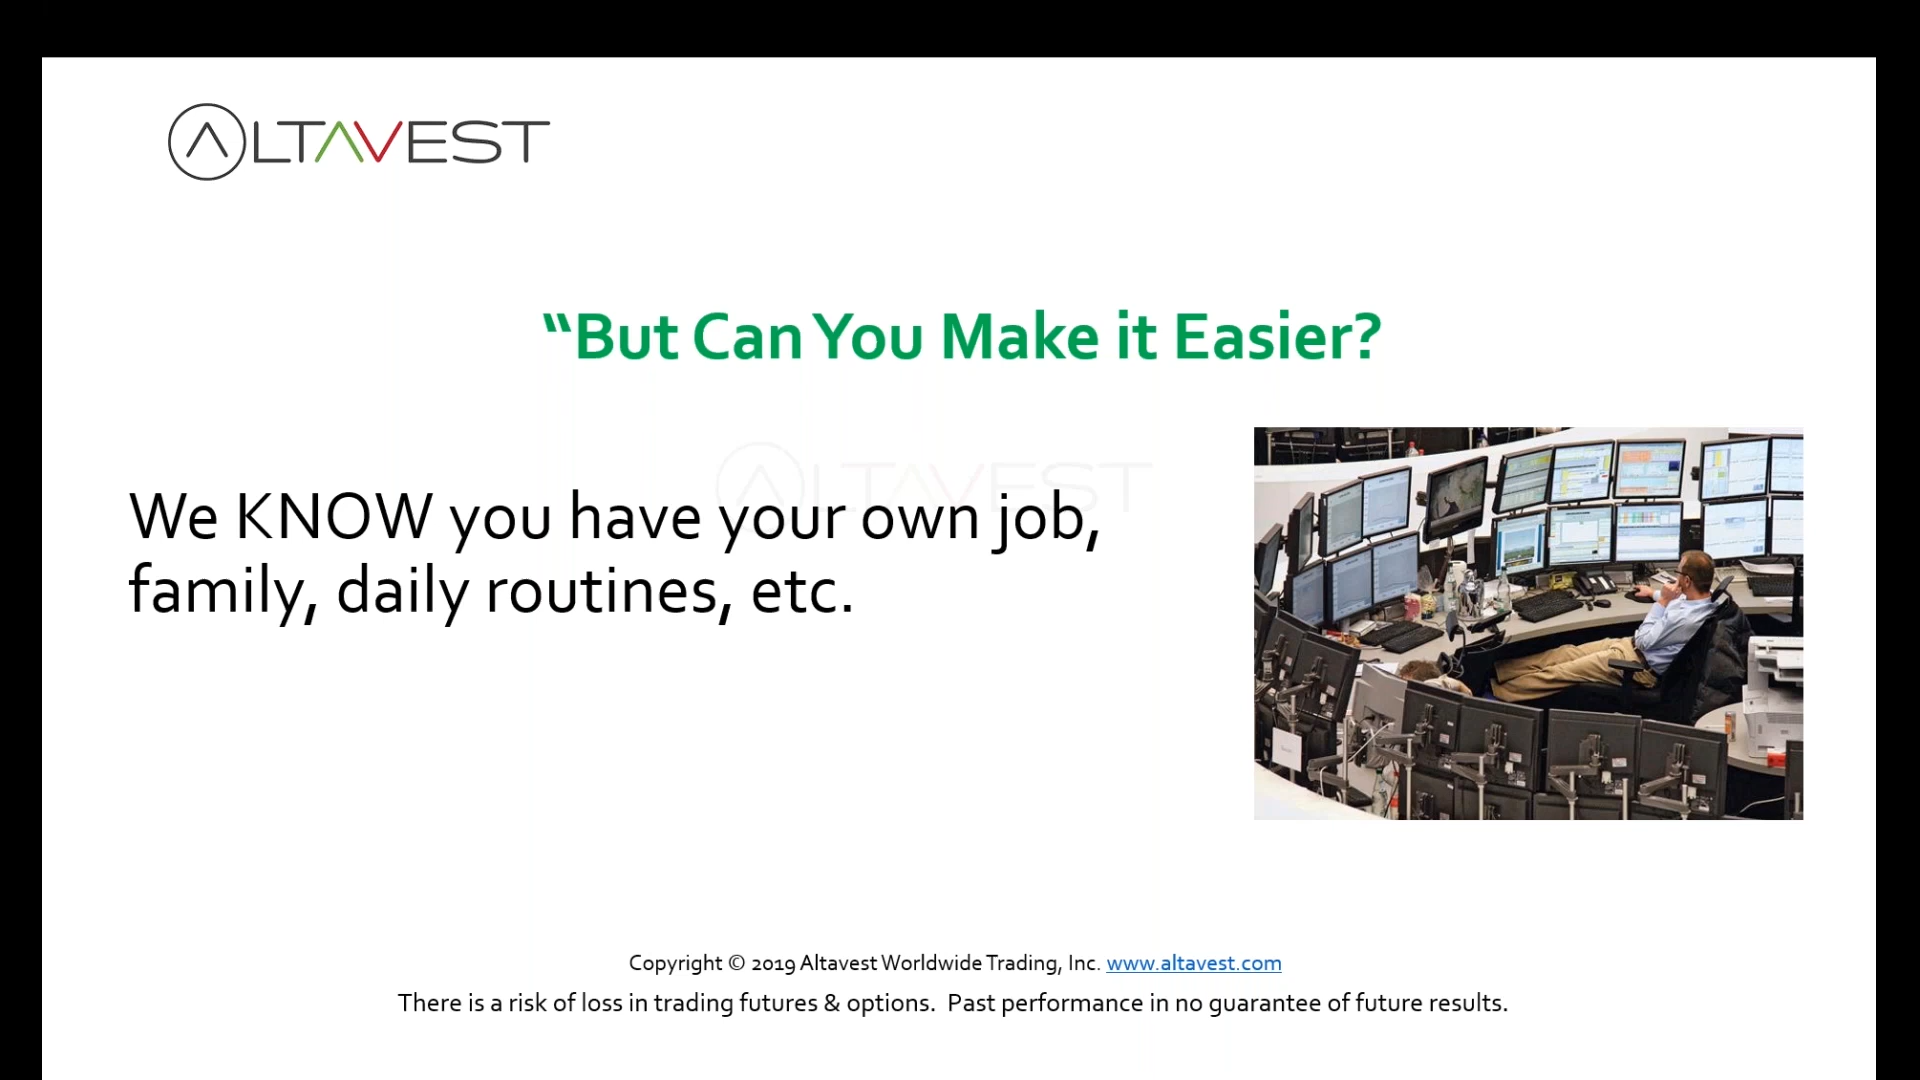 ALTAVEST
“But Can You Make it Easier?
ALTAVEST
We KNOW you have your own job,
family, daily routines, etc.
Copyright © 2019 Altavest Worldwide Trading, Inc. www.altavest.com
There is a risk of loss in trading futures & options.  Past performance in no guarantee of future results.